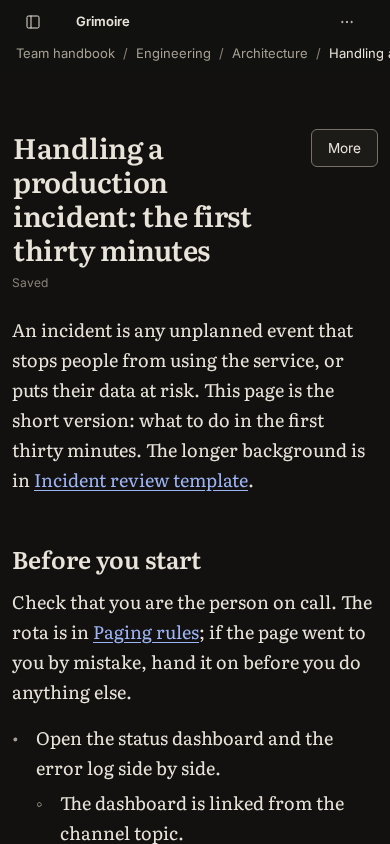 Grimoire
Team handbook / Engineering / Architecture / Handling
Handling a
production
incident: the first
thirty minutes
More
Saved
An incident is any unplanned event that
stops people from using the service, or
puts their data at risk. This page is the
short version: what to do in the first
thirty minutes. The longer background is
in Incident review template.
Before you start
Check that you are the person on call. The
rota is in Paging rules; if the page went to
you by mistake, hand it on before you do
anything else.
• Open the status dashboard and the
error log side by side.
◦ The dashboard is linked from the
channel topic.